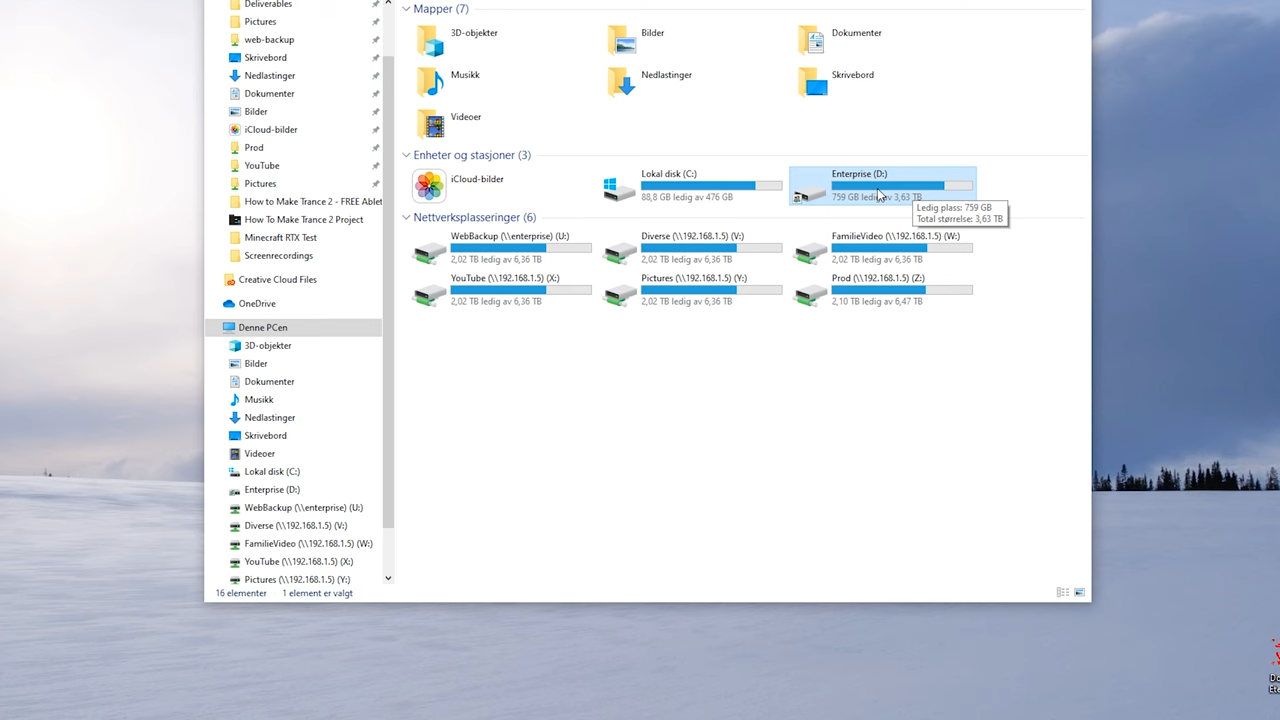 Deliverables
Pictures
web-backup
Skrivebord
Nedlastinger
Dokumenter
Bilder
iCloud-bilder
Prod
YouTube
Pictures
How to Make Trance 2 - FREE Ablet
How To Make Trance 2 Project
Minecraft RTX Test
Screenrecordings
Creative Cloud Files
OneDrive
Denne PCen
3D-objekter
Bilder
Dokumenter
Musikk
Nedlastinger
Skrivebord
Videoer
Lokal disk (C:)
Enterprise (D:)
WebBackup (\\enterprise) (U:)
Diverse (\\192.168.1.5) (V:)
FamilieVideo (\\192.168.1.5) (W:)
YouTube (\\192.168.1.5) (X:)
Pictures (\\192.168.1.5) (Y:)
16 elementer 1 element er valgt
Mapper (7)
3D-objekter
Bilder
Dokumenter
Musikk
Nedlastinger
Skrivebord
Videoer
Enheter og stasjoner (3)
iCloud-bilder
Lokal disk (C:)
88,8 GB ledig av 476 GB
Enterprise (D:)
759 GB ledig av 3,63 TB
Ledig plass: 759 GB
Total størrelse: 3,63 TB
Nettverksplasseringer (6)
WebBackup (\\enterprise) (U:)
2,02 TB ledig av 6,36 TB
Diverse (\\192.168.1.5) (V:)
2,02 TB ledig av 6,36 TB
FamilieVideo (\\192.168.1.5) (W:)
2,02 TB ledig av 6,36 TB
YouTube (\\192.168.1.5) (X:)
2,02 TB ledig av 6,36 TB
Pictures (\\192.168.1.5) (Y:)
2,02 TB ledig av 6,36 TB
Prod (\\192.168.1.5) (Z:)
2,10 TB ledig av 6,47 TB